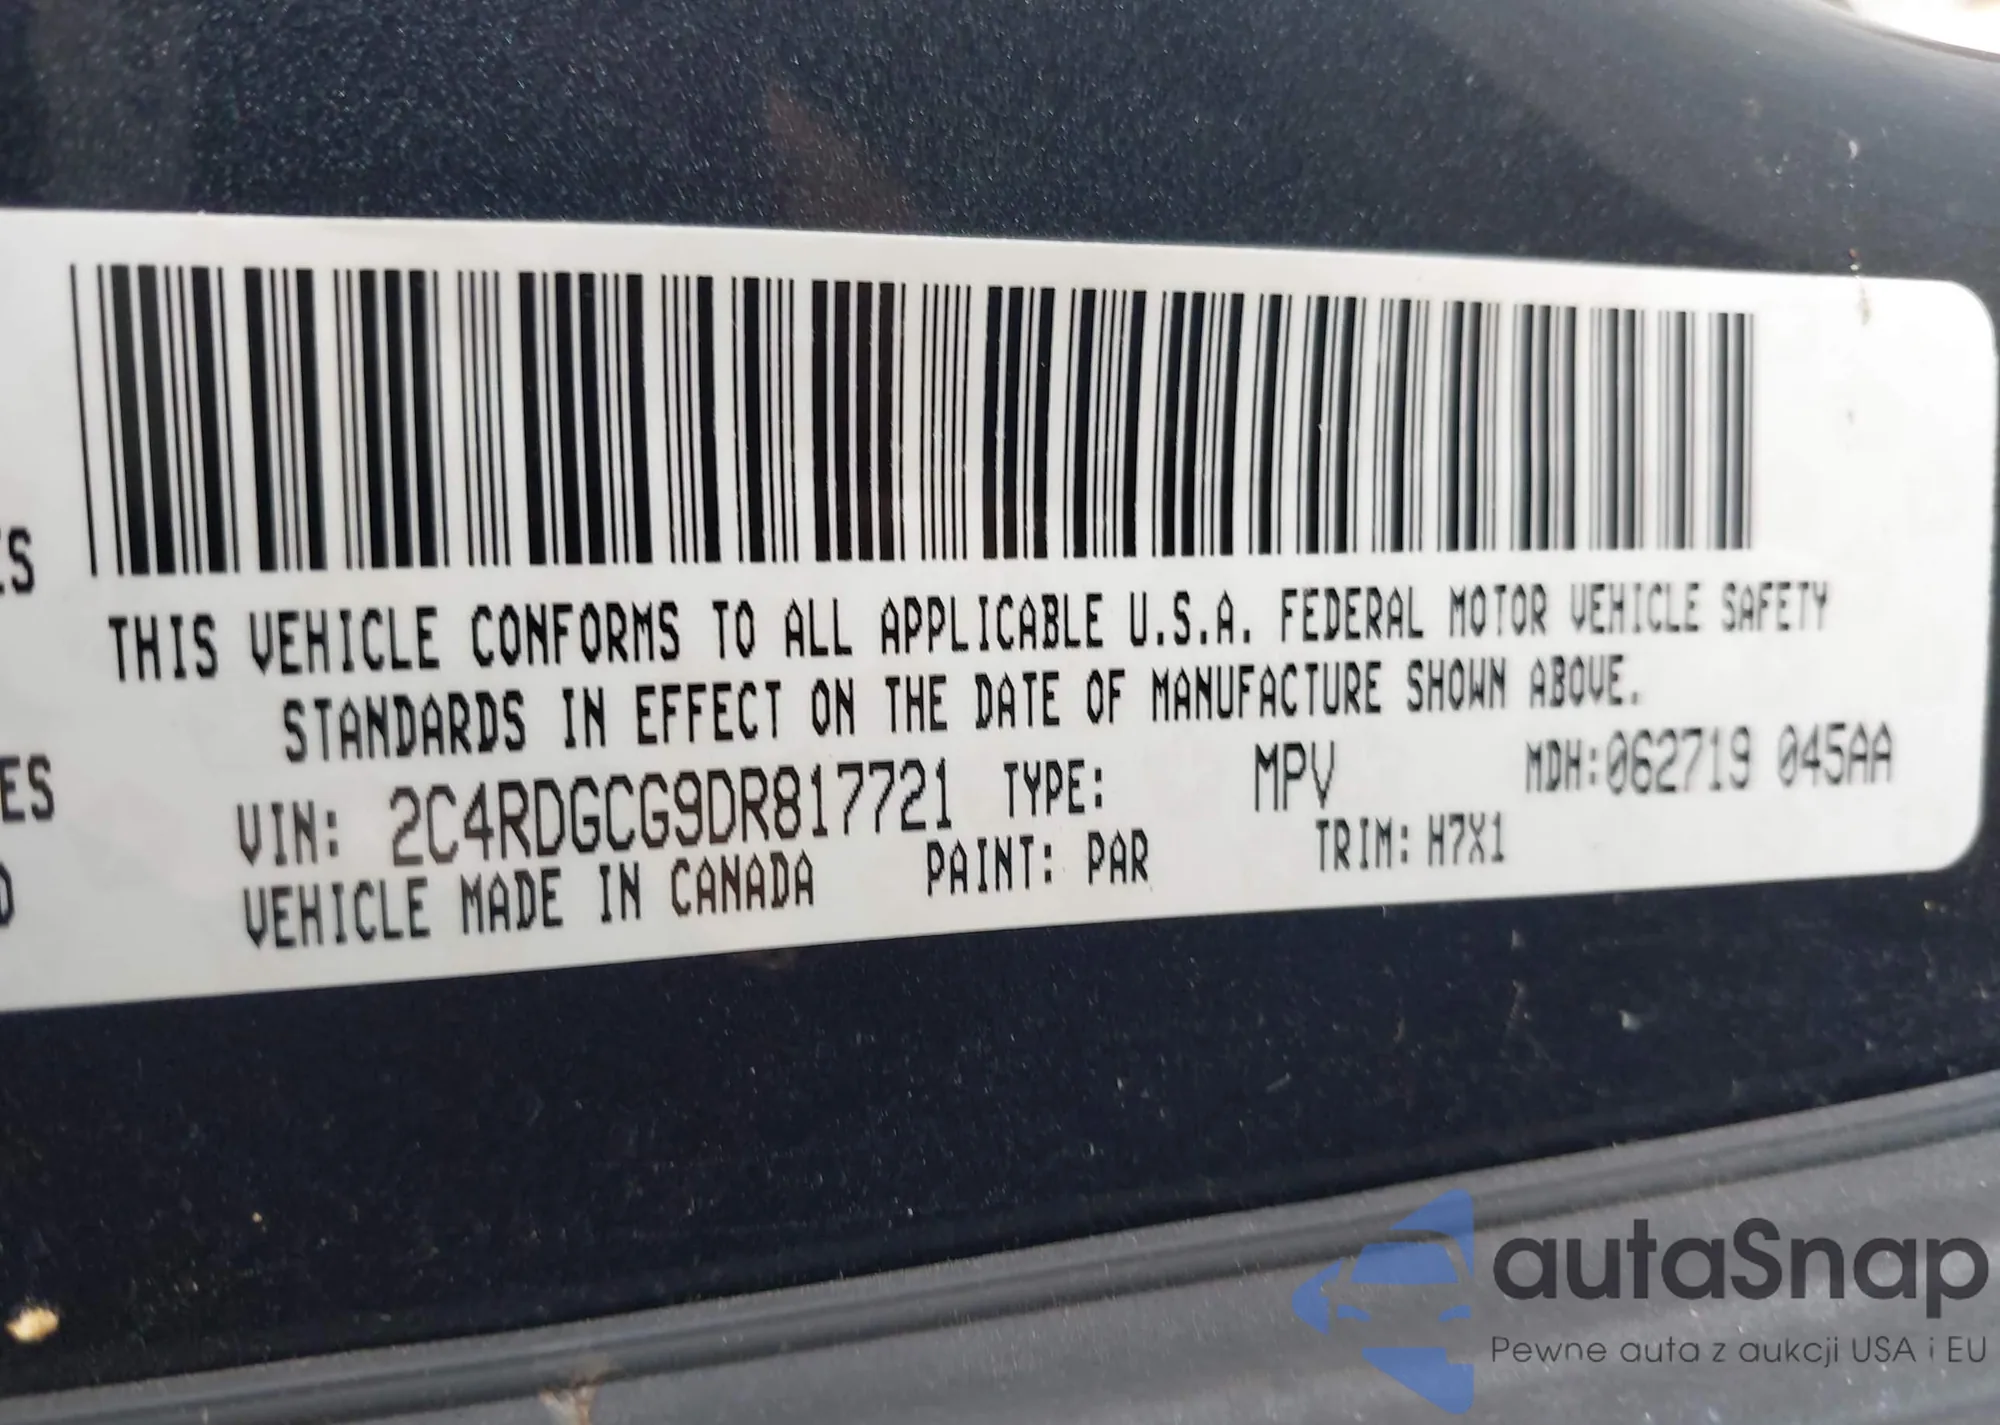 THIS VEHICLE CONFORMS TO ALL APPLICABLE U.S.A. FEDERAL MOTOR VEHICLE SAFETY
STANDARDS IN EFFECT ON THE DATE OF MANUFACTURE SHOWN ABOVE.
VIN: 2C4RDGCG9DR817721 TYPE: MPV MDH:062719 045AA
VEHICLE MADE IN CANADA PAINT: PAR TRIM: H7X1
ES
autaSnap
Pewne auta z aukcji USA i EU